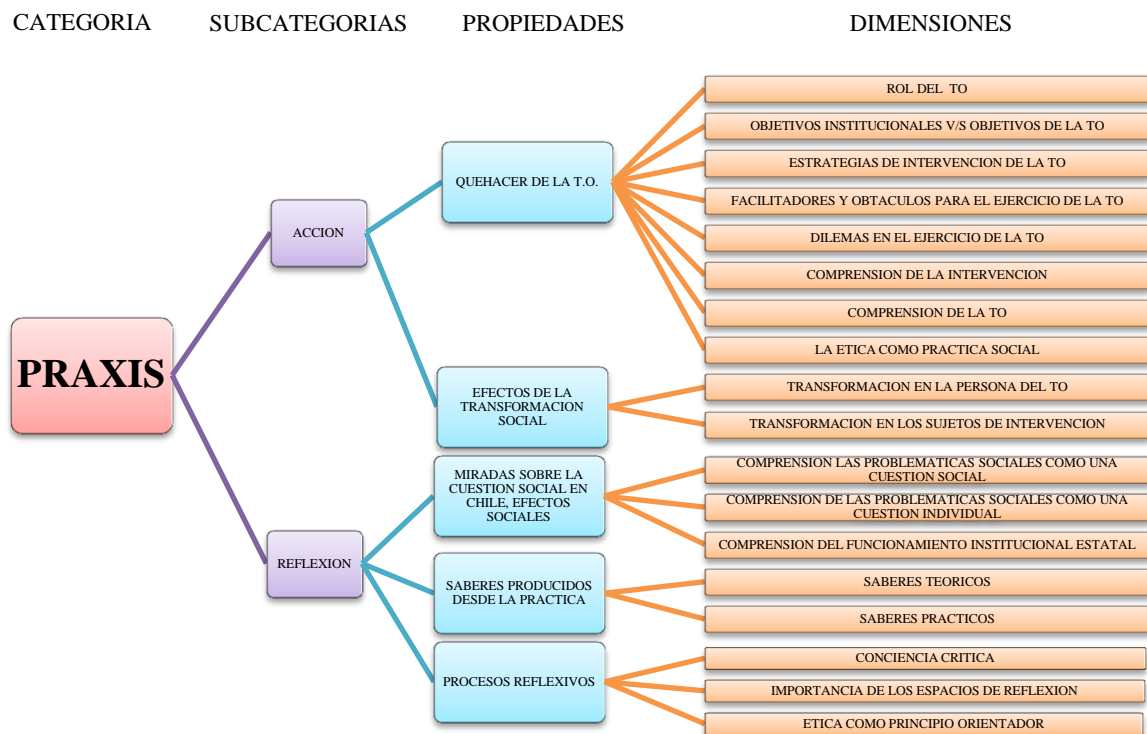 CATEGORIA
SUBCATEGORIAS
PROPIEDADES
DIMENSIONES
PRAXIS
ACCION
QUEHACER DE LA T.O.
ROL DEL TO
OBJETIVOS INSTITUCIONALES V/S OBJETIVOS DE LA TO
ESTRATEGIAS DE INTERVENCION DE LA TO
FACILITADORES Y OBTACULOS PARA EL EJERCICIO DE LA TO
DILEMAS EN EL EJERCICIO DE LA TO
COMPRENSION DE LA INTERVENCION
COMPRENSION DE LA TO
LA ETICA COMO PRACTICA SOCIAL
EFECTOS DE LA
TRANSFORMACION
SOCIAL
TRANSFORMACION EN LA PERSONA DEL TO
TRANSFORMACION EN LOS SUJETOS DE INTERVENCION
REFLEXION
MIRADAS SOBRE LA
CUESTION SOCIAL EN
CHILE, EFECTOS
SOCIALES
COMPRENSION LAS PROBLEMATICAS SOCIALES COMO UNA
CUESTION SOCIAL
COMPRENSION DE LAS PROBLEMATICAS SOCIALES COMO UNA
CUESTION INDIVIDUAL
COMPRENSION DEL FUNCIONAMIENTO INSTITUCIONAL ESTATAL
SABERES PRODUCIDOS
DESDE LA PRACTICA
SABERES TEORICOS
SABERES PRACTICOS
PROCESOS REFLEXIVOS
CONCIENCIA CRITICA
IMPORTANCIA DE LOS ESPACIOS DE REFLEXION
ETICA COMO PRINCIPIO ORIENTADOR